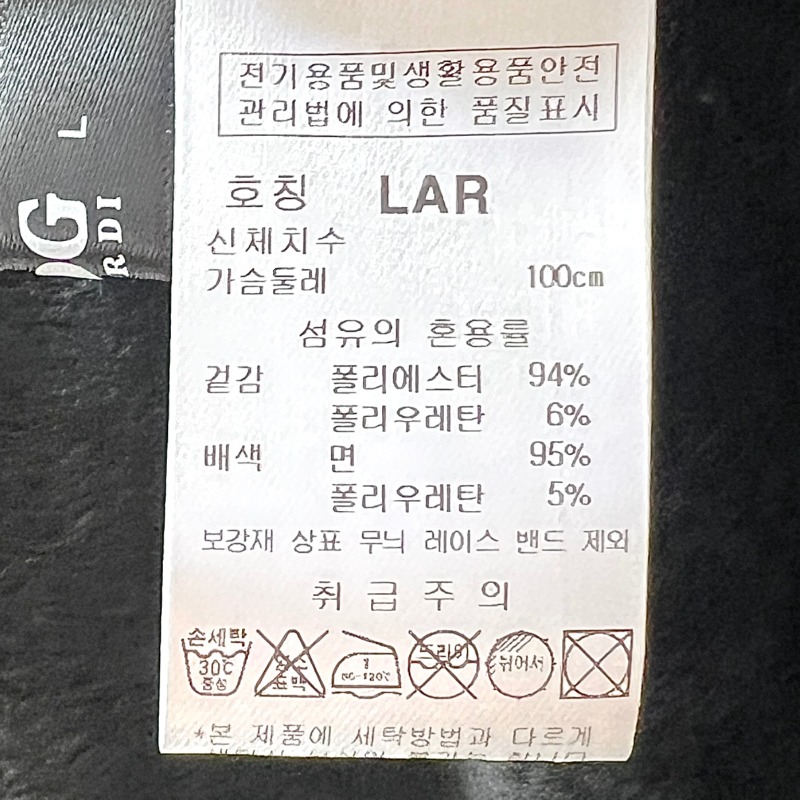 전기용품및생활용품안전
관리법에 의한 품질표시
호칭 LAR
신체치수
가슴둘레 100cm
섬유의 혼용률
겉감 폴리에스터 94%
폴리우레탄 6%
배색 면 95%
폴리우레탄 5%
보강재 상표 무늬 레이스 밴드 제외
취급주의
손세탁
30℃
중성
표백
드라이
뉘어서
*본 제품에 세탁방법과 다르게
L
G
RDI